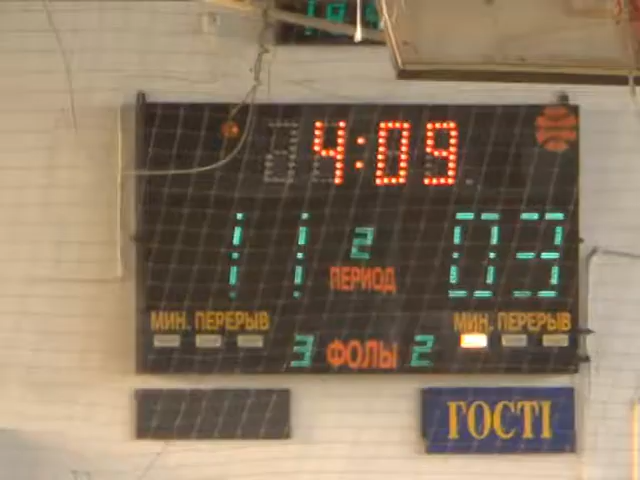 4:09
11 2 03
ПЕРИОД
МИН. ПЕРЕРЫВ МИН. ПЕРЕРЫВ
3 ФОЛЫ 2
ГОСТІ